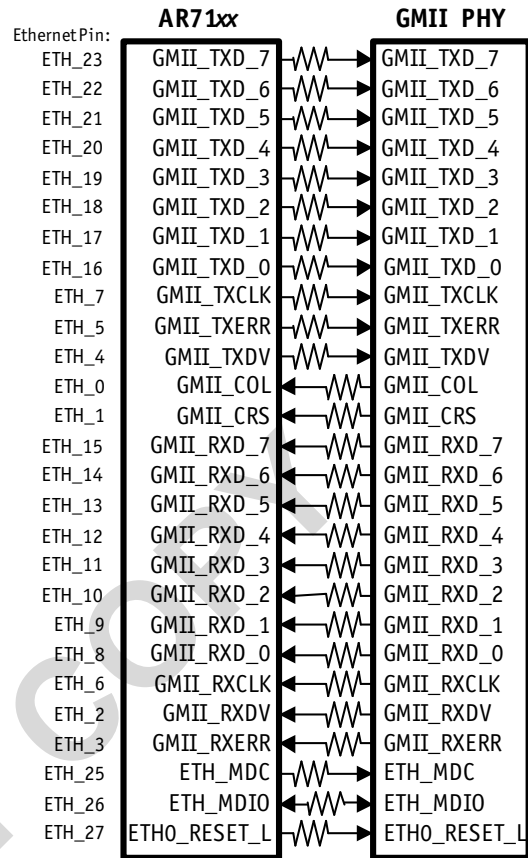 AR71xx GMII PHY
Ethernet Pin:
ETH_23 GMII_TXD_7 GMII_TXD_7
ETH_22 GMII_TXD_6 GMII_TXD_6
ETH_21 GMII_TXD_5 GMII_TXD_5
ETH_20 GMII_TXD_4 GMII_TXD_4
ETH_19 GMII_TXD_3 GMII_TXD_3
ETH_18 GMII_TXD_2 GMII_TXD_2
ETH_17 GMII_TXD_1 GMII_TXD_1
ETH_16 GMII_TXD_0 GMII_TXD_0
ETH_7 GMII_TXCLK GMII_TXCLK
ETH_5 GMII_TXERR GMII_TXERR
ETH_4 GMII_TXDV GMII_TXDV
ETH_0 GMII_COL GMII_COL
ETH_1 GMII_CRS GMII_CRS
ETH_15 GMII_RXD_7 GMII_RXD_7
ETH_14 GMII_RXD_6 GMII_RXD_6
ETH_13 GMII_RXD_5 GMII_RXD_5
ETH_12 GMII_RXD_4 GMII_RXD_4
ETH_11 GMII_RXD_3 GMII_RXD_3
ETH_10 GMII_RXD_2 GMII_RXD_2
ETH_9 GMII_RXD_1 GMII_RXD_1
ETH_8 GMII_RXD_0 GMII_RXD_0
ETH_6 GMII_RXCLK GMII_RXCLK
ETH_2 GMII_RXDV GMII_RXDV
ETH_3 GMII_RXERR GMII_RXERR
ETH_25 ETH_MDC ETH_MDC
ETH_26 ETH_MDIO ETH_MDIO
ETH_27 ETH0_RESET_L ETH0_RESET_L
COPY